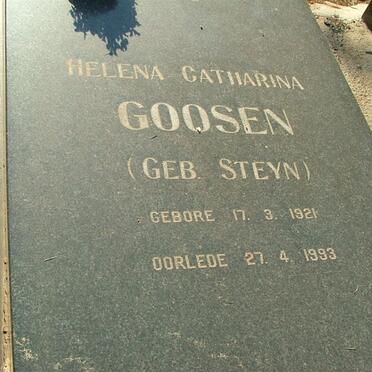 HELENA CATHARINA
GOOSEN
(GEB. STEYN)
GEBORE 17. 3. 1921
OORLEDE 27. 4. 1993